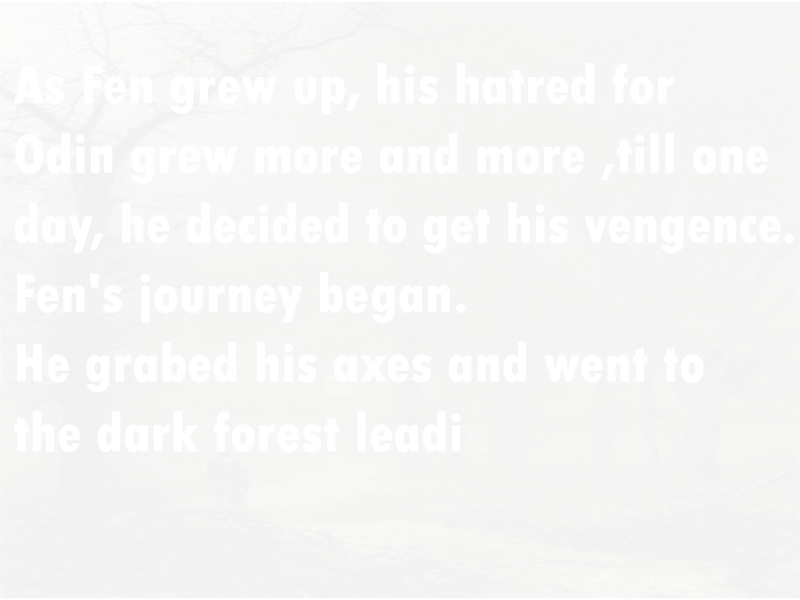 As Fen grew up, his hatred for
Odin grew more and more ,till one
day, he decided to get his vengence.
Fen's journey began.
He grabed his axes and went to
the dark forest leadi